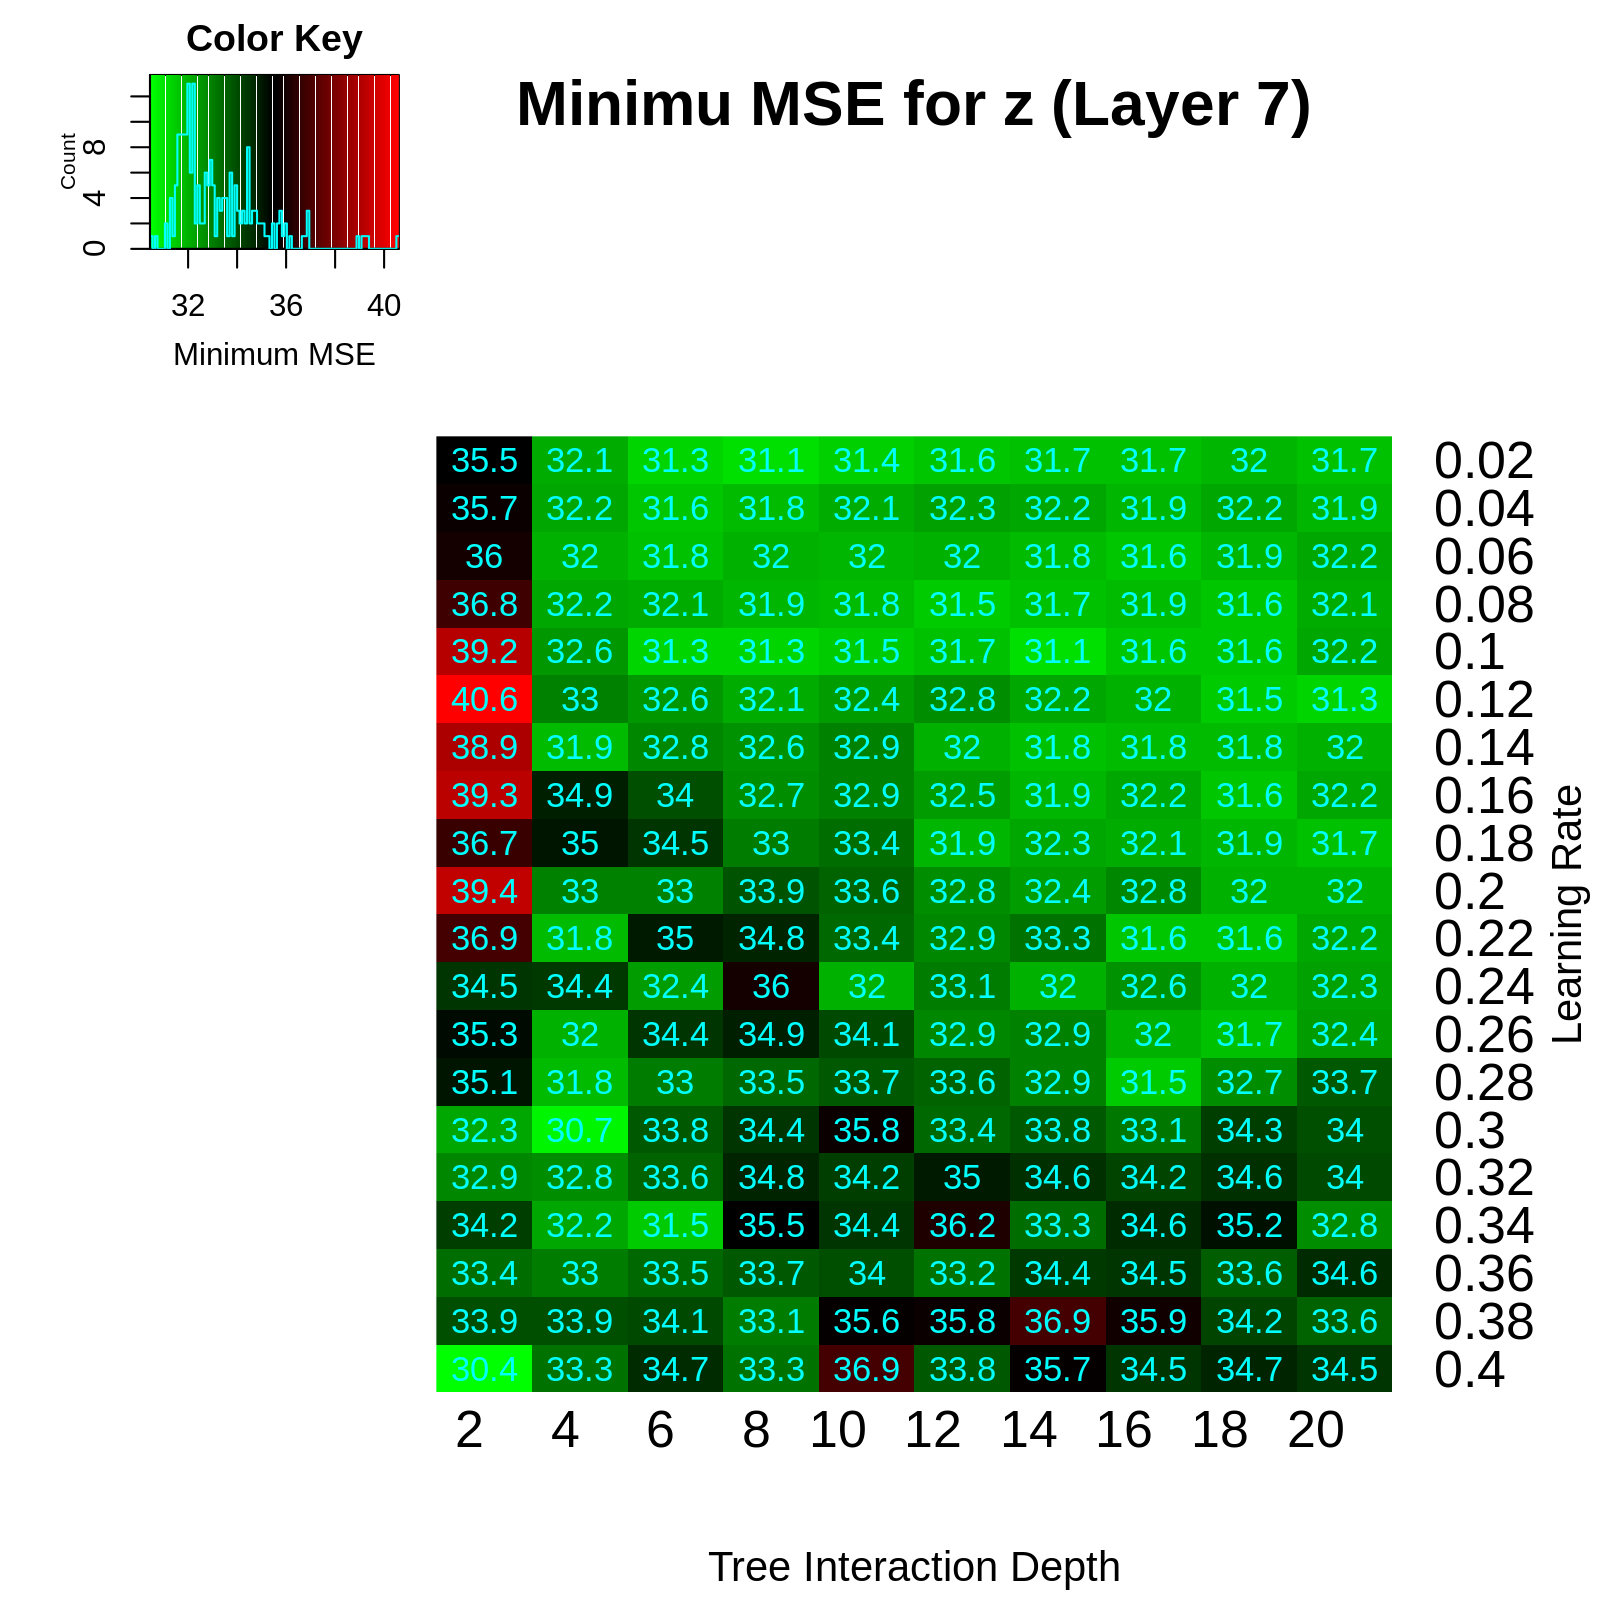 Color Key
Minimu MSE for z (Layer 7)
Count
0 4 8
32 36 40
Minimum MSE
35.5 32.1 31.3 31.1 31.4 31.6 31.7 31.7 32 31.7 0.02
35.7 32.2 31.6 31.8 32.1 32.3 32.2 31.9 32.2 31.9 0.04
36 32 31.8 32 32 32 31.8 31.6 31.9 32.2 0.06
36.8 32.2 32.1 31.9 31.8 31.5 31.7 31.9 31.6 32.1 0.08
39.2 32.6 31.3 31.3 31.5 31.7 31.1 31.6 31.6 32.2 0.1
40.6 33 32.6 32.1 32.4 32.8 32.2 32 31.5 31.3 0.12
38.9 31.9 32.8 32.6 32.9 32 31.8 31.8 31.8 32 0.14
39.3 34.9 34 32.7 32.9 32.5 31.9 32.2 31.6 32.2 0.16
36.7 35 34.5 33 33.4 31.9 32.3 32.1 31.9 31.7 0.18
39.4 33 33 33.9 33.6 32.8 32.4 32.8 32 32 0.2
36.9 31.8 35 34.8 33.4 32.9 33.3 31.6 31.6 32.2 0.22
34.5 34.4 32.4 36 32 33.1 32 32.6 32 32.3 0.24
35.3 32 34.4 34.9 34.1 32.9 32.9 32 31.7 32.4 0.26
35.1 31.8 33 33.5 33.7 33.6 32.9 31.5 32.7 33.7 0.28
32.3 30.7 33.8 34.4 35.8 33.4 33.8 33.1 34.3 34 0.3
32.9 32.8 33.6 34.8 34.2 35 34.6 34.2 34.6 34 0.32
34.2 32.2 31.5 35.5 34.4 36.2 33.3 34.6 35.2 32.8 0.34
33.4 33 33.5 33.7 34 33.2 34.4 34.5 33.6 34.6 0.36
33.9 33.9 34.1 33.1 35.6 35.8 36.9 35.9 34.2 33.6 0.38
30.4 33.3 34.7 33.3 36.9 33.8 35.7 34.5 34.7 34.5 0.4
Learning Rate
2 4 6 8 10 12 14 16 18 20
Tree Interaction Depth